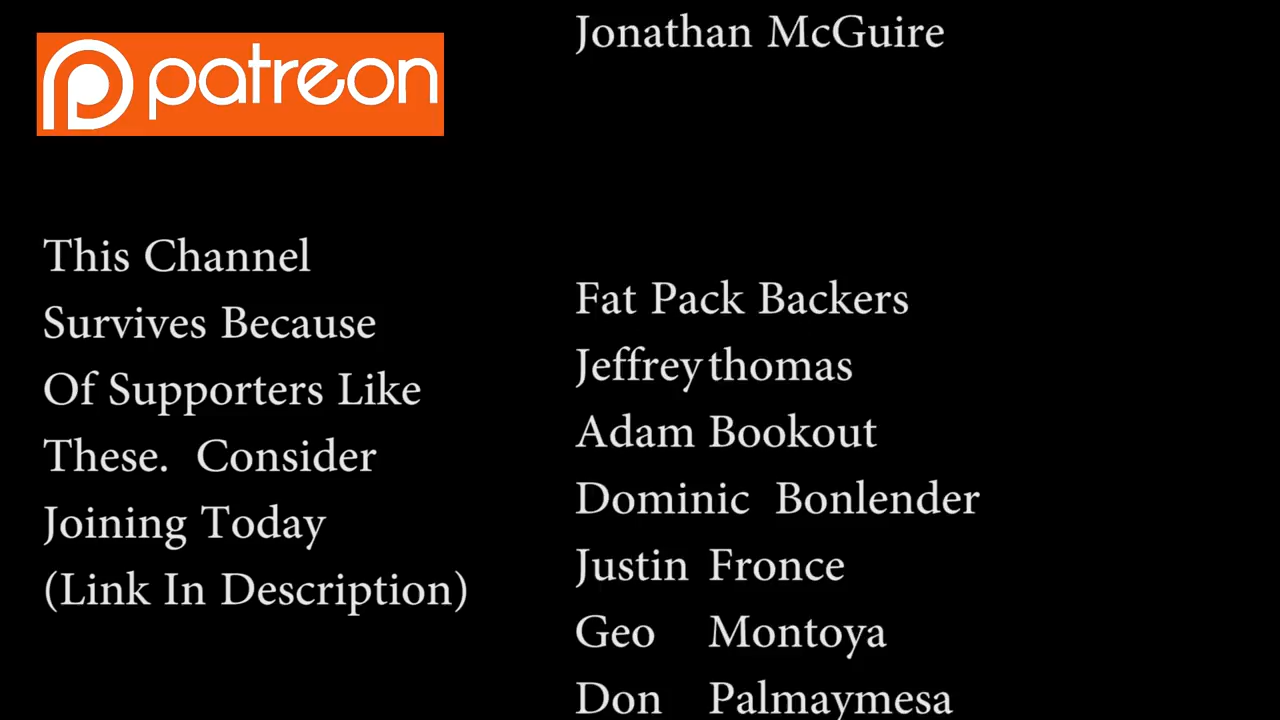 patreon
This Channel
Survives Because
Of Supporters Like
These. Consider
Joining Today
(Link In Description)
Jonathan McGuire
Fat Pack Backers
Jeffrey thomas
Adam Bookout
Dominic Bonlender
Justin Fronce
Geo Montoya
Don Palmaymesa